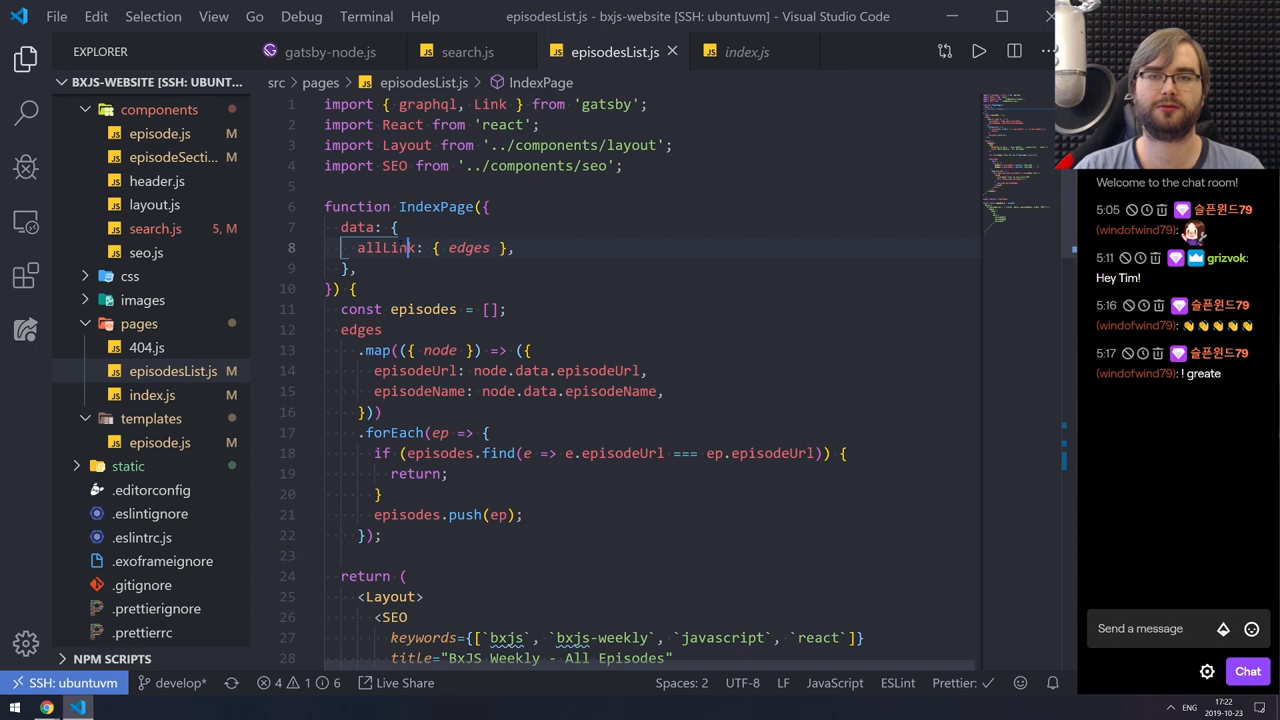 File Edit Selection View Go Debug Terminal Help
episodesList.js - bxjs-website [SSH: ubuntuvm] - Visual Studio Code
EXPLORER
BXJS-WEBSITE [SSH: UBUNTU...
components
episode.js M
episodeSecti... M
header.js M
layout.js M
search.js 3, M
seo.js M
css
images
pages
404.js
episodesList.js M
index.js M
templates
episode.js M
static
.editorconfig
.eslintignore
.eslintrc.js
.exoframeignore
.gitignore
.prettierignore
.prettierrc
NPM SCRIPTS
gatsby-node.js search.js episodesList.js index.js
src > pages > episodesList.js > IndexPage
1 import { graphql, Link } from 'gatsby';
2 import React from 'react';
3 import Layout from '../components/layout';
4 import SEO from '../components/seo';
5
6 function IndexPage({
7 data: {
8 allLink: { edges },
9 },
10 }) {
11 const episodes = [];
12 edges
13 .map(({ node }) => ({
14 episodeUrl: node.data.episodeUrl,
15 episodeName: node.data.episodeName,
16 }))
17 .forEach(ep => {
18 if (episodes.find(e => e.episodeUrl === ep.episodeUrl)) {
19 return;
20 }
21 episodes.push(ep);
22 });
23
24 return (
25 <Layout>
26 <SEO
27 keywords={[`bxjs`, `bxjs-weekly`, `javascript`, `react`]}
28 title="BxJS Weekly - All Episodes"
Welcome to the chat room!
5:05 슬픈윈드79
(windofwind79):
5:11 grizvok:
Hey Tim!
5:16 슬픈윈드79
(windofwind79): 👏👏👏👏👏
5:17 슬픈윈드79
(windofwind79): ! greate
Send a message
Chat
SSH: ubuntuvm develop* 4 1 6 Live Share Spaces: 2 UTF-8 LF JavaScript ESLint Prettier: ✓
ENG
17:22
2019-10-23